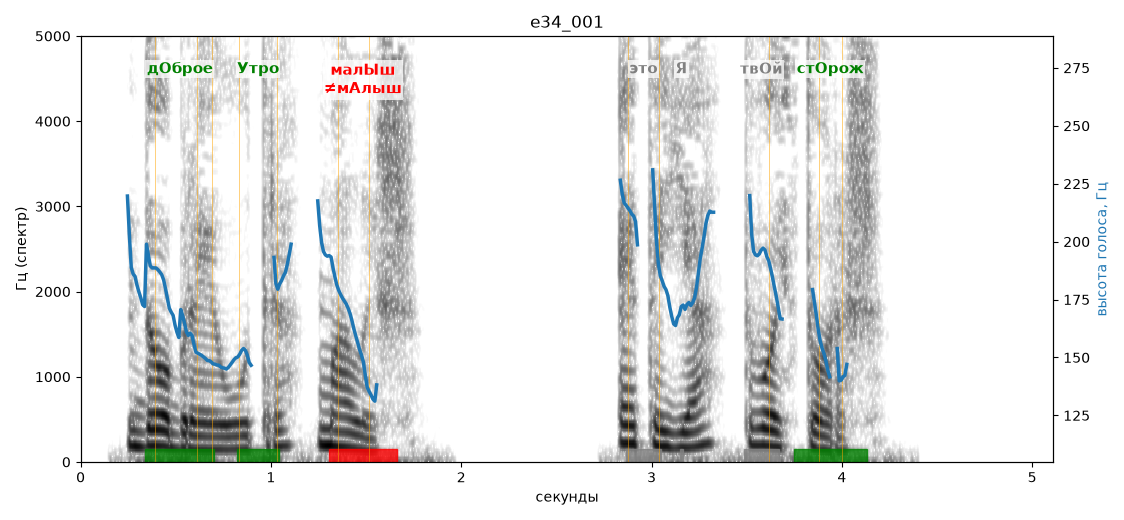 e34_001
5000
4000
3000
2000
1000
0
Гц (спектр)
дОброе
Утро
малЫш
≠мАлыш
это
Я
твОй
стОрож
275
250
225
200
175
150
125
высота голоса, Гц
0
1
2
3
4
5
секунды